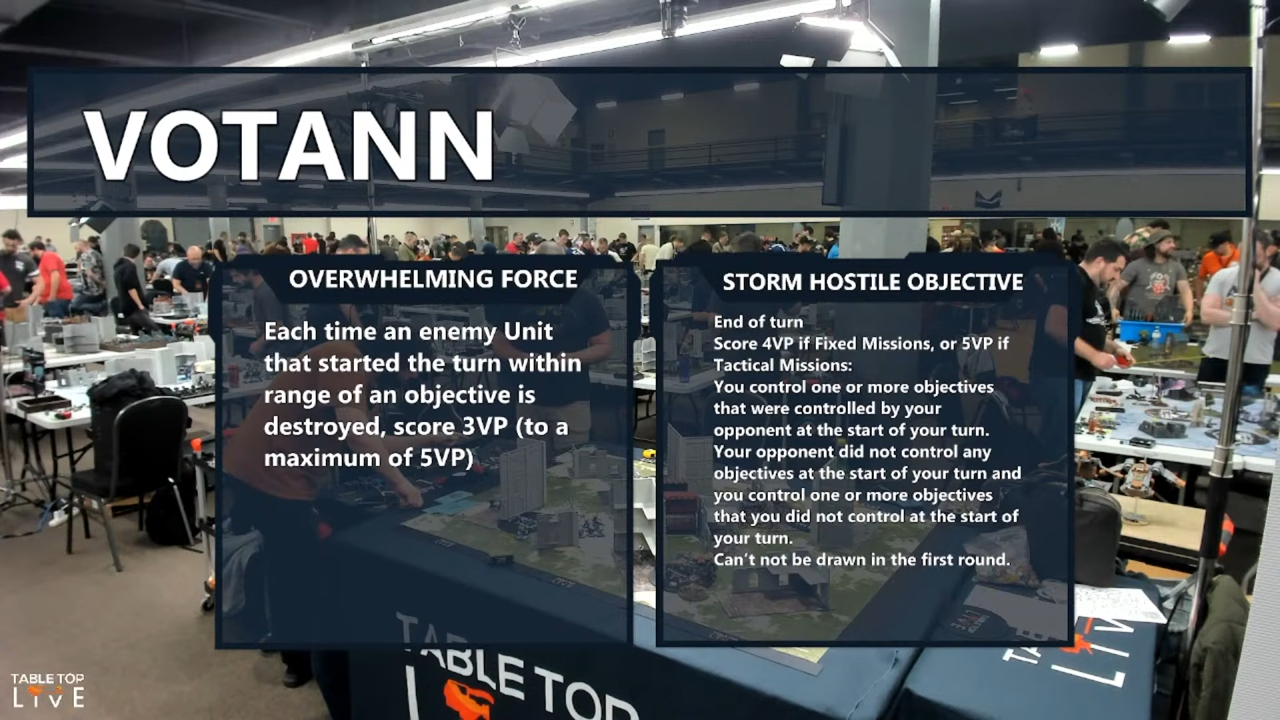 VOTANN
OVERWHELMING FORCE
Each time an enemy Unit
that started the turn within
range of an objective is
destroyed, score 3VP (to a
maximum of 5VP)
STORM HOSTILE OBJECTIVE
End of turn
Score 4VP if Fixed Missions, or 5VP if
Tactical Missions:
You control one or more objectives
that were controlled by your
opponent at the start of your turn.
Your opponent did not control any
objectives at the start of your turn and
you control one or more objectives
that you did not control at the start of
your turn.
Can't not be drawn in the first round.
TABLE TOP
LIVE
TABLE TOP